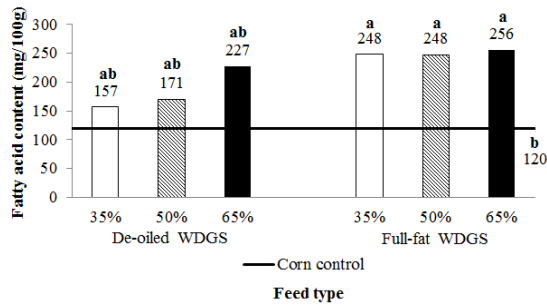 Fatty acid content (mg/100g)
300
250
200
150
100
50
0
ab
157
ab
171
ab
227
a
248
a
248
a
256
b
120
35% 50% 65% 35% 50% 65%
De-oiled WDGS Full-fat WDGS
Corn control
Feed type